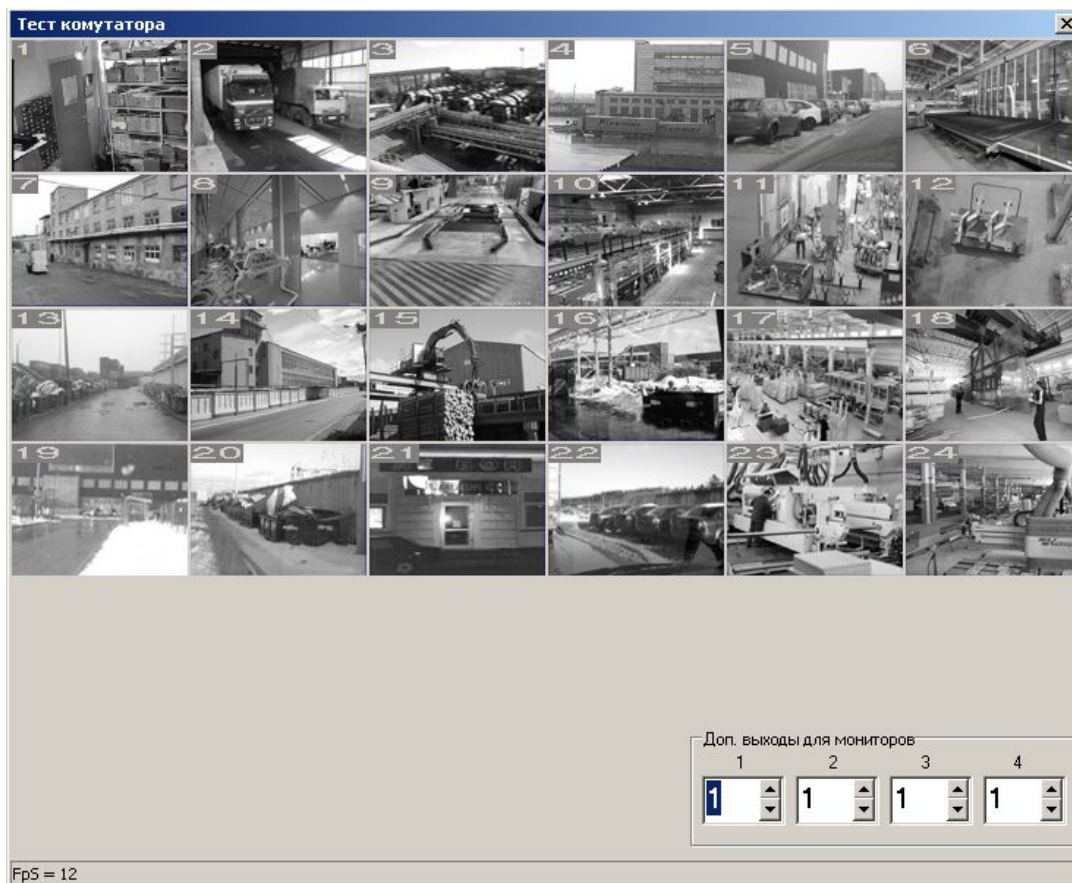 Тест комутатора
1 2 3 4 5 6
7 8 9 10 11 12
13 14 15 16 17 18
19 20 21 22 23 24
Доп. выходы для мониторов
1 2 3 4
1 1 1 1
FpS = 12